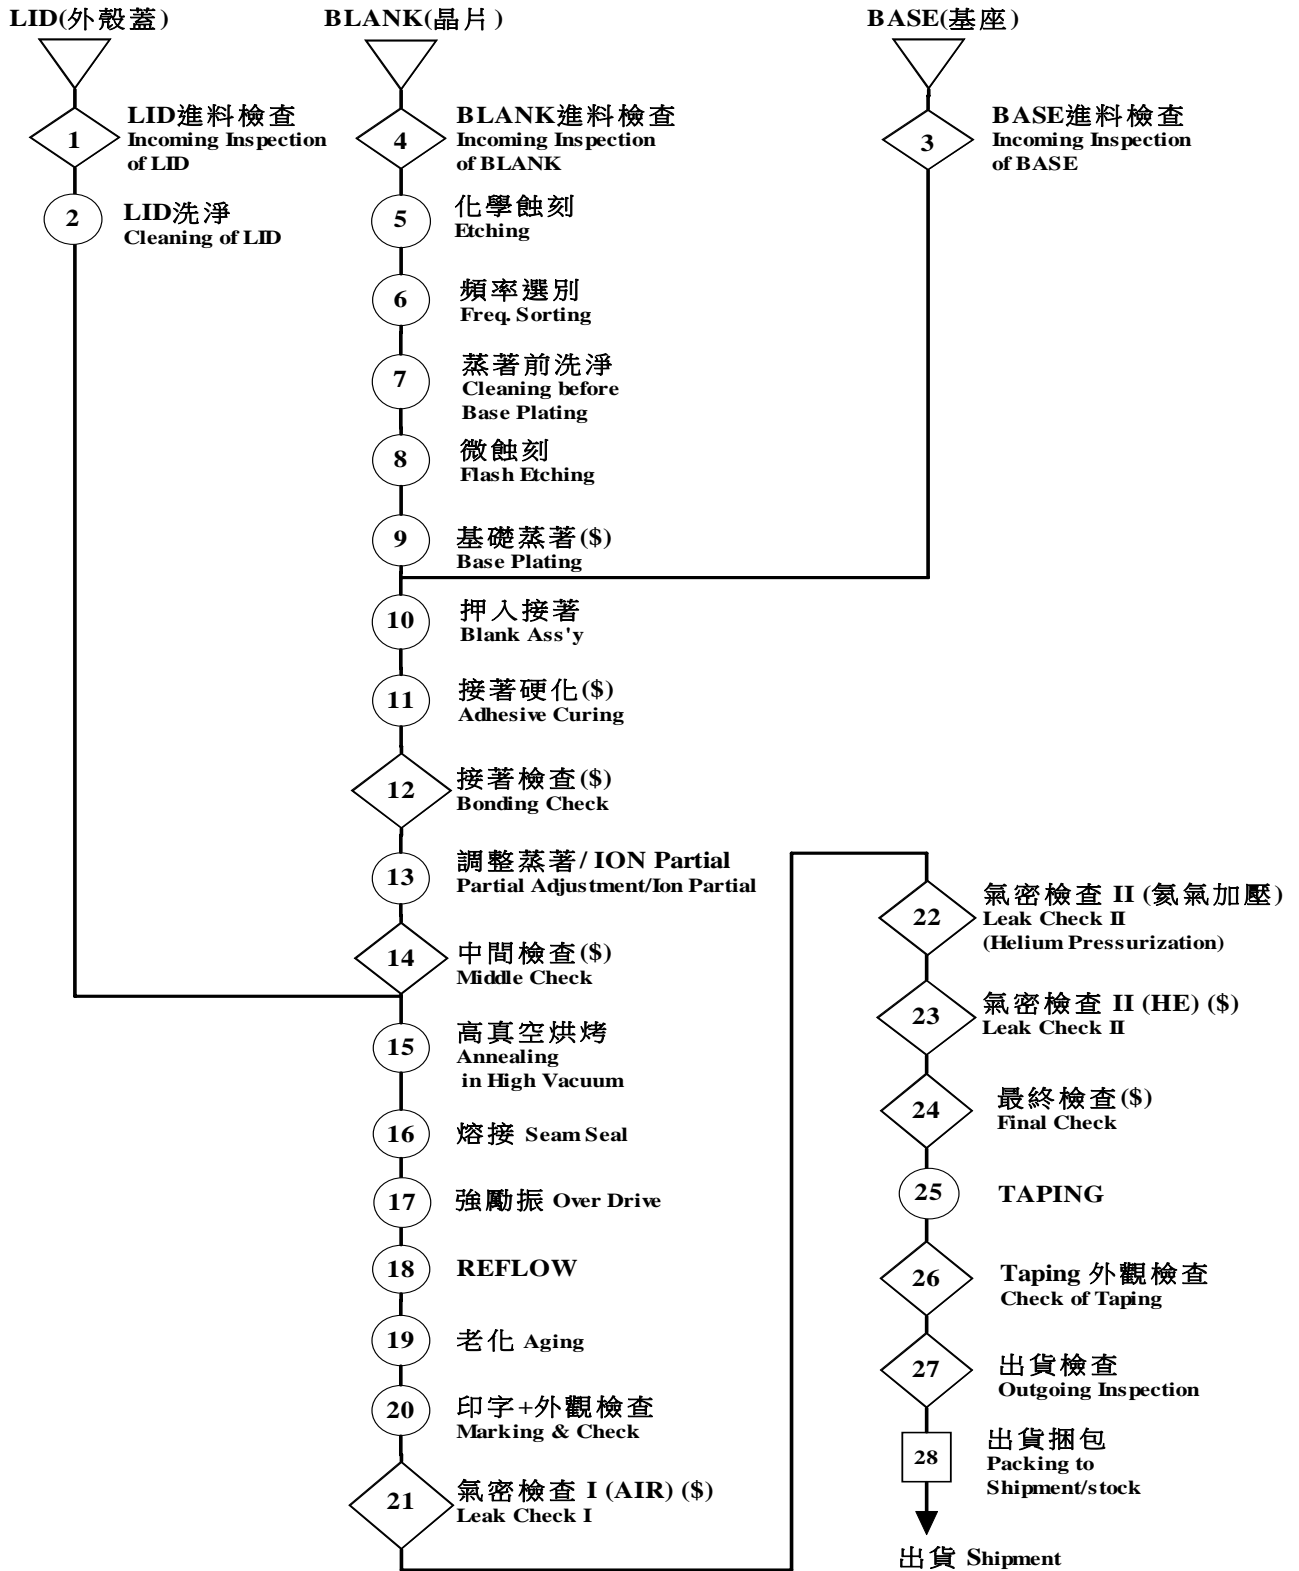 LID(外殼蓋)
1
LID進料檢查
Incoming Inspection
of LID
2
LID洗淨
Cleaning of LID
BLANK(晶片)
4
BLANK進料檢查
Incoming Inspection
of BLANK
5
化學蝕刻
Etching
6
頻率選別
Freq. Sorting
7
蒸著前洗淨
Cleaning before
Base Plating
8
微蝕刻
Flash Etching
9
基礎蒸著($)
Base Plating
BASE(基座)
3
BASE進料檢查
Incoming Inspection
of BASE
10
押入接著
Blank Ass'y
11
接著硬化($)
Adhesive Curing
12
接著檢查($)
Bonding Check
13
調整蒸著/ ION Partial
Partial Adjustment/Ion Partial
14
中間檢查($)
Middle Check
15
高真空烘烤
Annealing
in High Vacuum
16
熔接 Seam Seal
17
強勵振 Over Drive
18
REFLOW
19
老化 Aging
20
印字+外觀檢查
Marking & Check
21
氣密檢查 I (AIR) ($)
Leak Check I
22
氣密檢查 II (氦氣加壓)
Leak Check II
(Helium Pressurization)
23
氣密檢查 II (HE) ($)
Leak Check II
24
最終檢查($)
Final Check
25
TAPING
26
Taping 外觀檢查
Check of Taping
27
出貨檢查
Outgoing Inspection
28
出貨捆包
Packing to
Shipment/stock
出貨 Shipment